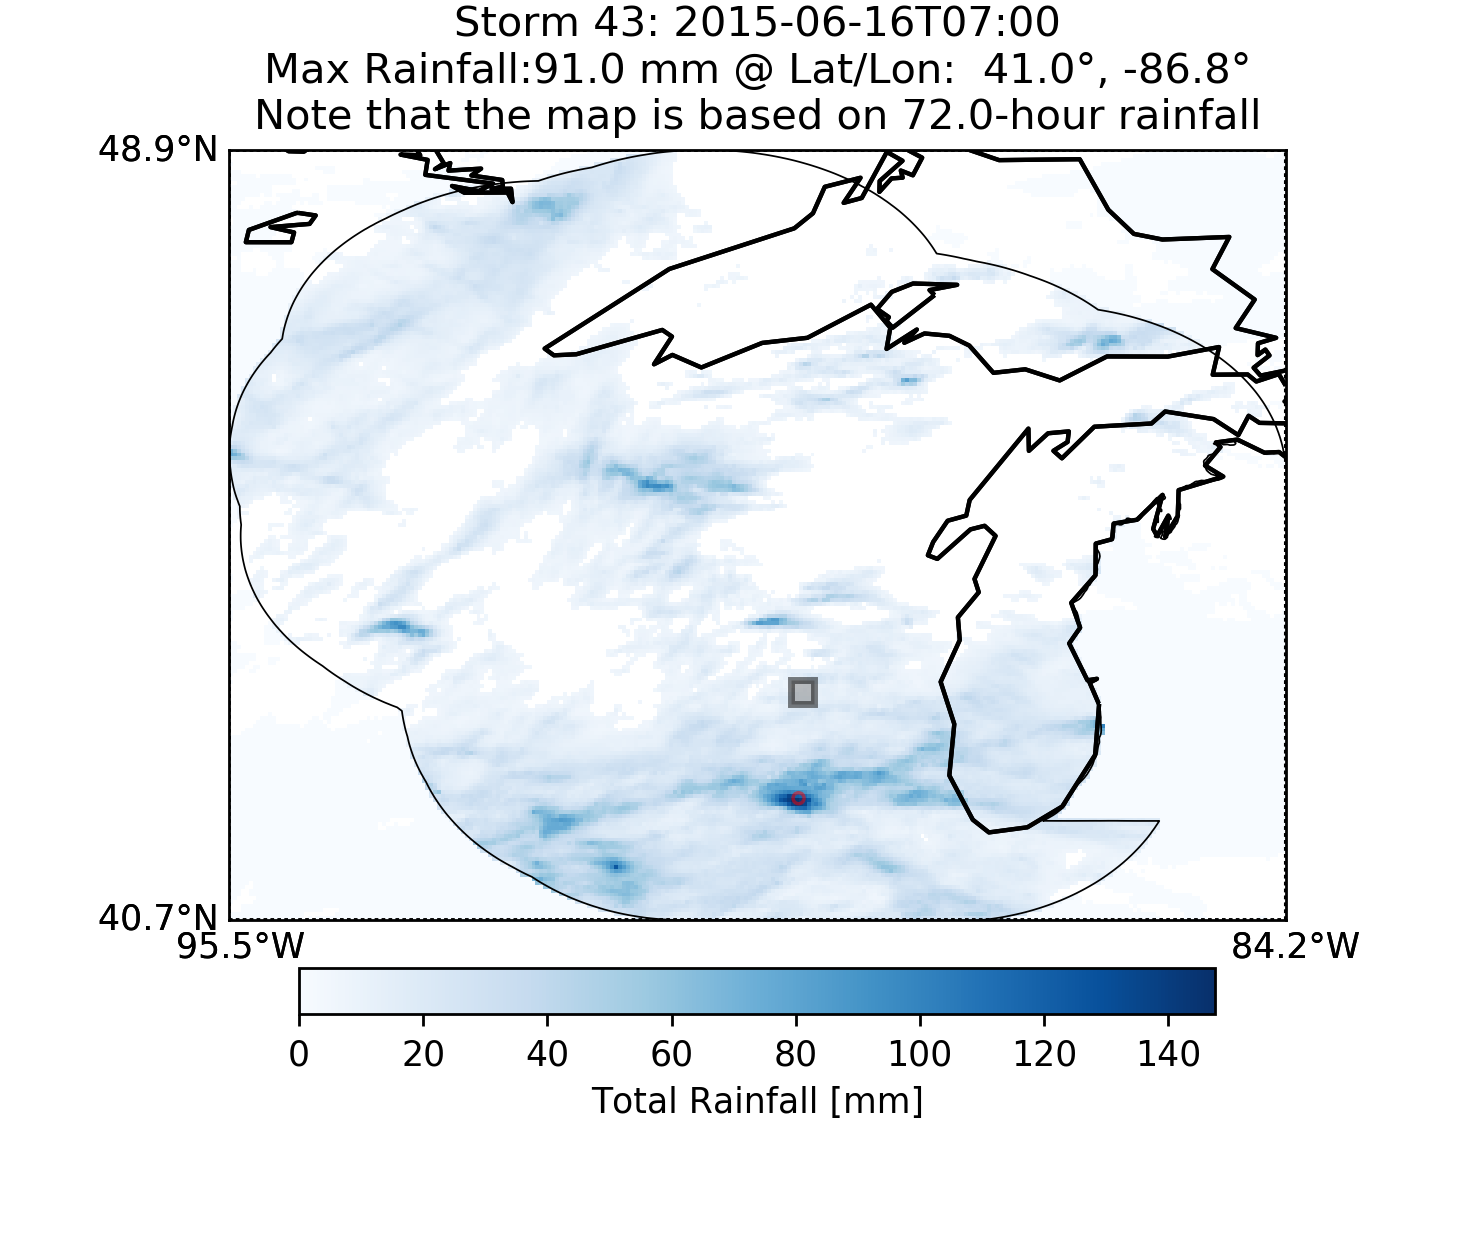 Storm 43: 2015-06-16T07:00
Max Rainfall:91.0 mm @ Lat/Lon:  41.0°, -86.8°
Note that the map is based on 72.0-hour rainfall
48.9°N
40.7°N
95.5°W
84.2°W
0 20 40 60 80 100 120 140
Total Rainfall [mm]